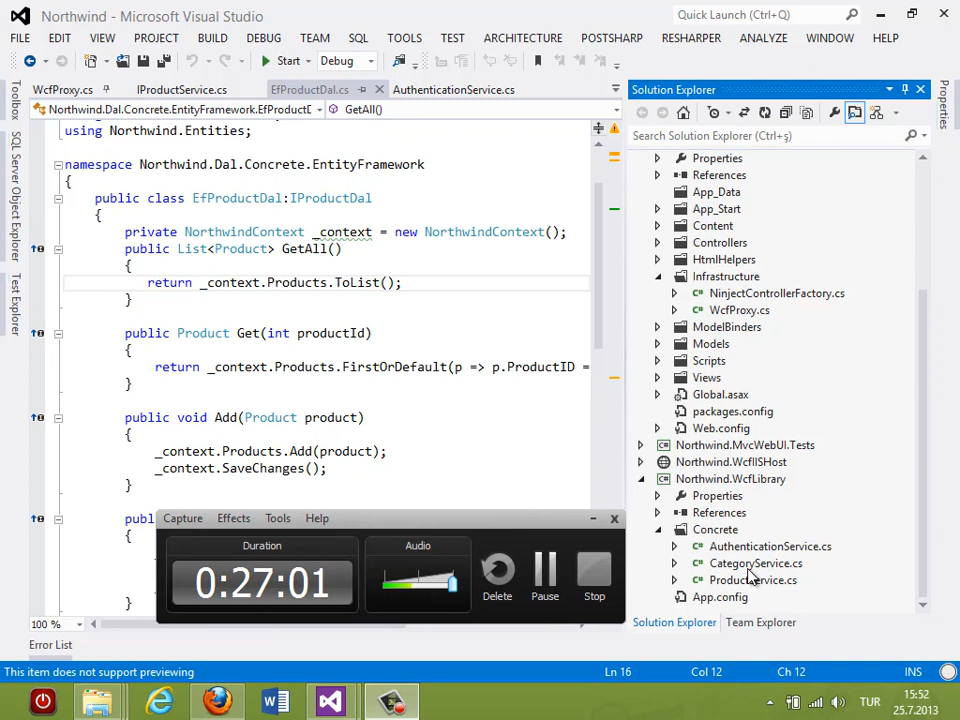 Northwind - Microsoft Visual Studio
Quick Launch (Ctrl+Q)
FILE EDIT VIEW PROJECT BUILD DEBUG TEAM SQL TOOLS TEST ARCHITECTURE POSTSHARP RESHARPER ANALYZE WINDOW HELP
Start Debug
WcfProxy.cs IProductService.cs EfProductDal.cs AuthenticationService.cs
Northwind.Dal.Concrete.EntityFramework.EfProductD GetAll()
Toolbox
SQL Server Object Explorer
Test Explorer
using Northwind.Entities;
namespace Northwind.Dal.Concrete.EntityFramework
{
public class EfProductDal:IProductDal
{
private NorthwindContext _context = new NorthwindContext();
public List<Product> GetAll()
{
return _context.Products.ToList();
}
public Product Get(int productId)
{
return _context.Products.FirstOrDefault(p => p.ProductID =
}
public void Add(Product product)
{
_context.Products.Add(product);
_context.SaveChanges();
}
pub
{
}
100 %
Solution Explorer
Search Solution Explorer (Ctrl+ş)
Properties
References
App_Data
App_Start
Content
Controllers
HtmlHelpers
Infrastructure
NinjectControllerFactory.cs
WcfProxy.cs
ModelBinders
Models
Scripts
Views
Global.asax
packages.config
Web.config
Northwind.MvcWebUI.Tests
Northwind.WcfIISHost
Northwind.WcfLibrary
Properties
References
Concrete
AuthenticationService.cs
CategoryService.cs
ProductService.cs
App.config
Solution Explorer Team Explorer
Properties
Capture Effects Tools Help
Duration
0:27:01
Audio
Delete Pause Stop
Error List
This item does not support previewing Ln 16 Col 12 Ch 12 INS
TUR
15:52
25.7.2013